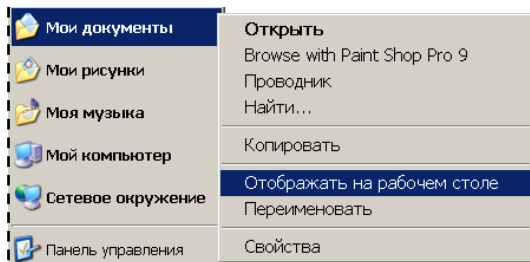 Мои документы
Мои рисунки
Моя музыка
Мой компьютер
Сетевое окружение
Панель управления
Открыть
Browse with Paint Shop Pro 9
Проводник
Найти...
Копировать
Отображать на рабочем столе
Переименовать
Свойства